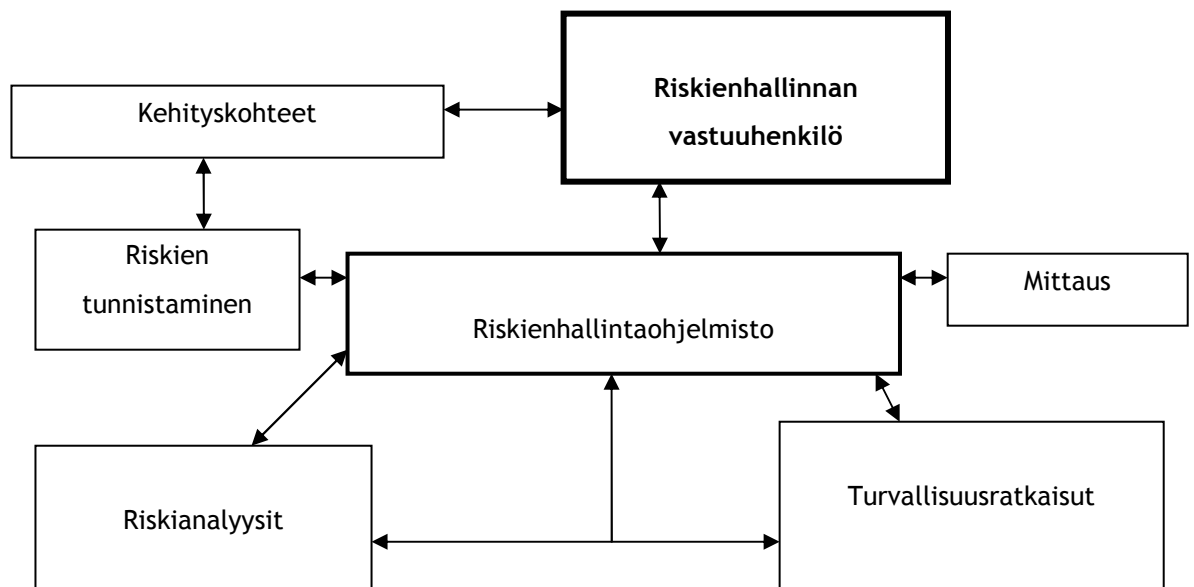 Riskienhallinnan
vastuuhenkilö
Kehityskohteet
Riskien
tunnistaminen
Riskienhallintaohjelmisto
Mittaus
Riskianalyysit
Turvallisuusratkaisut